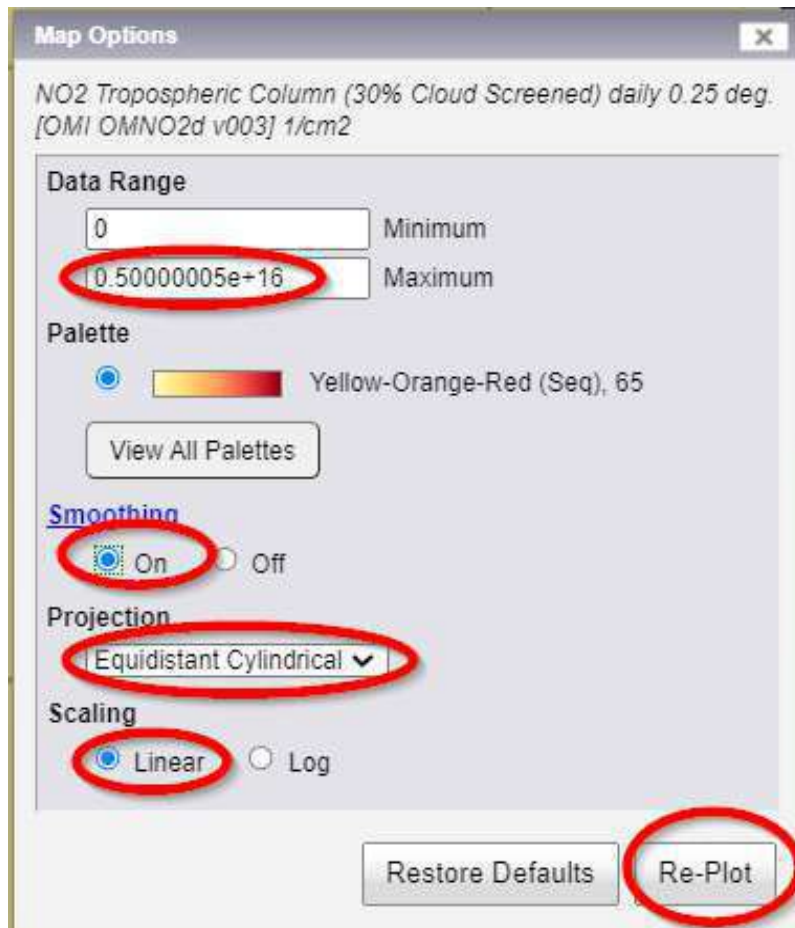 Map Options
NO2 Tropospheric Column (30% Cloud Screened) daily 0.25 deg.
[OMI OMNO2d v003] 1/cm2
Data Range
0 Minimum
0.50000005e+16 Maximum
Palette
Yellow-Orange-Red (Seq), 65
View All Palettes
Smoothing
On Off
Projection
Equidistant Cylindrical
Scaling
Linear Log
Restore Defaults Re-Plot